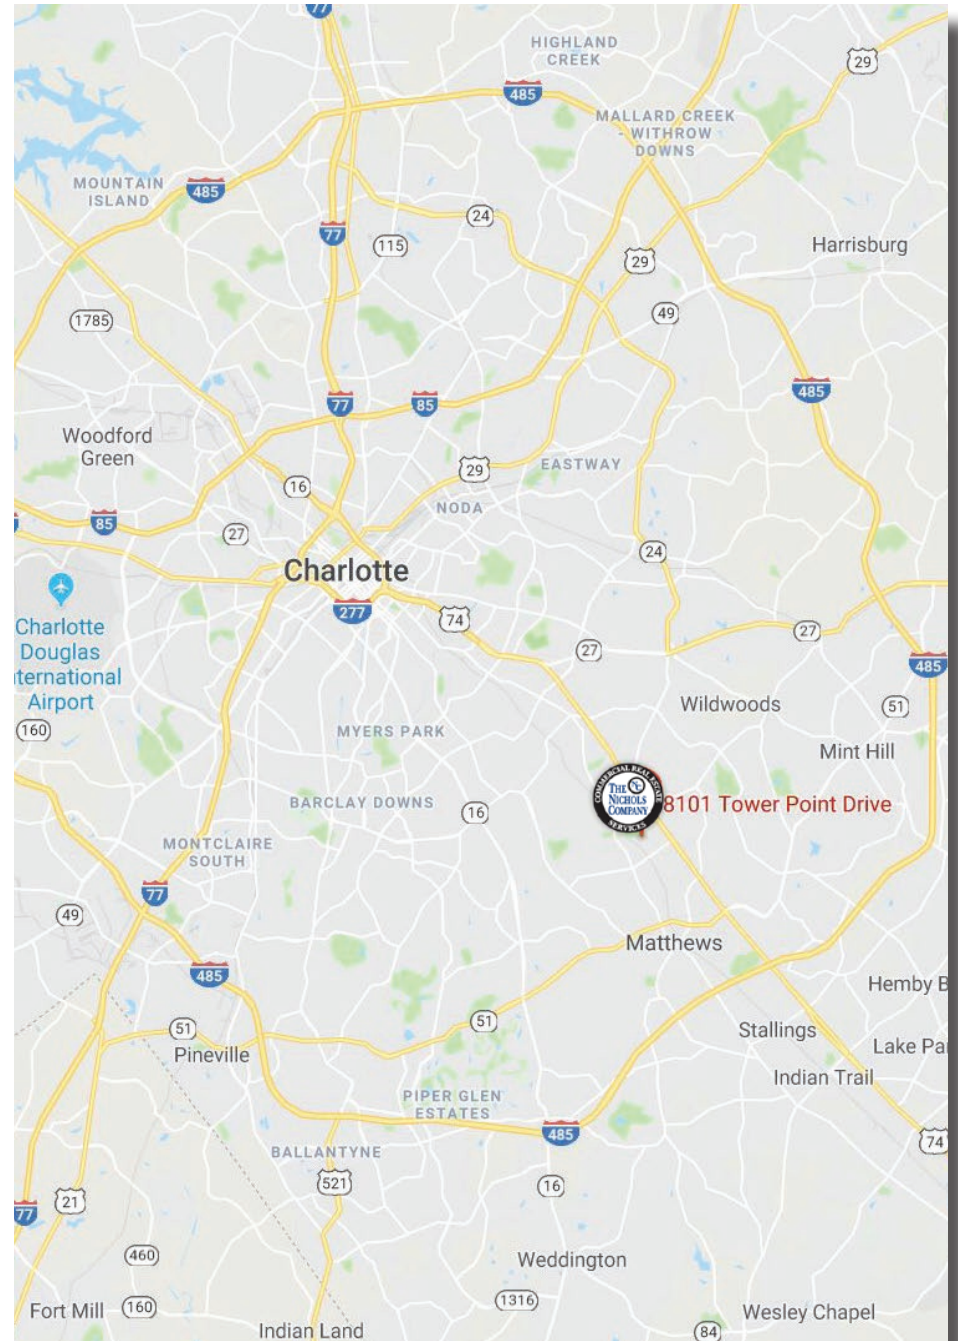 77
HIGHLAND
CREEK
29
485
MALLARD CREEK
- WITHROW
DOWNS
MOUNTAIN
ISLAND
485
24
77
115
Harrisburg
29
49
1785
485
77
85
Woodford
Green
EASTWAY
29
16
NODA
85
27
24
Charlotte
277
74
Charlotte
Douglas
ternational
Airport
27
27
485
Wildwoods
51
160
MYERS PARK
Mint Hill
COMMERCIAL REAL ESTATE
THE
NICHOLS
COMPANY
SERVICES
8101 Tower Point Drive
BARCLAY DOWNS
16
MONTCLAIRE
SOUTH
77
49
Matthews
485
Hemby B
51
51
Stallings
Pineville
Lake Pa
Indian Trail
PIPER GLEN
ESTATES
485
74
BALLANTYNE
521
16
21
77
460
Weddington
Fort Mill
160
1316
Wesley Chapel
Indian Land
84